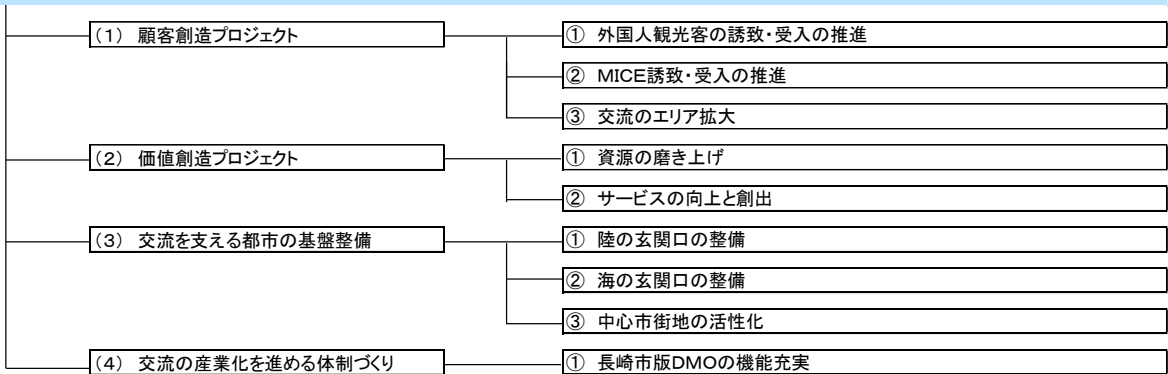 （１）　顧客創造プロジェクト
①　外国人観光客の誘致・受入の推進
②　ＭＩＣＥ誘致・受入の推進
③　交流のエリア拡大
（２）　価値創造プロジェクト
①　資源の磨き上げ
②　サービスの向上と創出
（３）　交流を支える都市の基盤整備
①　陸の玄関口の整備
②　海の玄関口の整備
③　中心市街地の活性化
（４）　交流の産業化を進める体制づくり
①　長崎市版ＤＭＯの機能充実